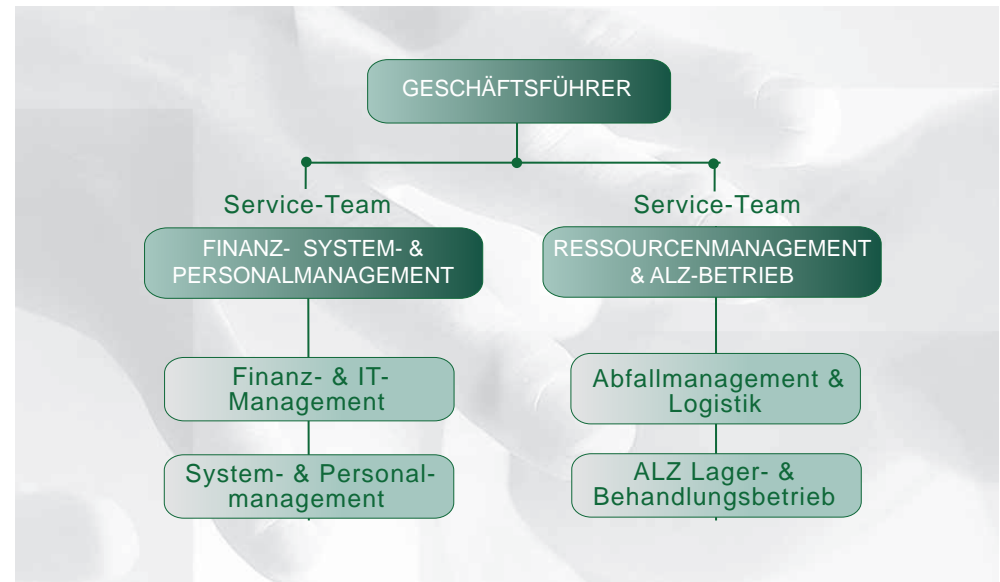 GESCHÄFTSFÜHRER
Service-Team
FINANZ- SYSTEM- &
PERSONALMANAGEMENT
Finanz- & IT-
Management
System- & Personal-
management
Service-Team
RESSOURCENMANAGEMENT
& ALZ-BETRIEB
Abfallmanagement &
Logistik
ALZ Lager- &
Behandlungsbetrieb